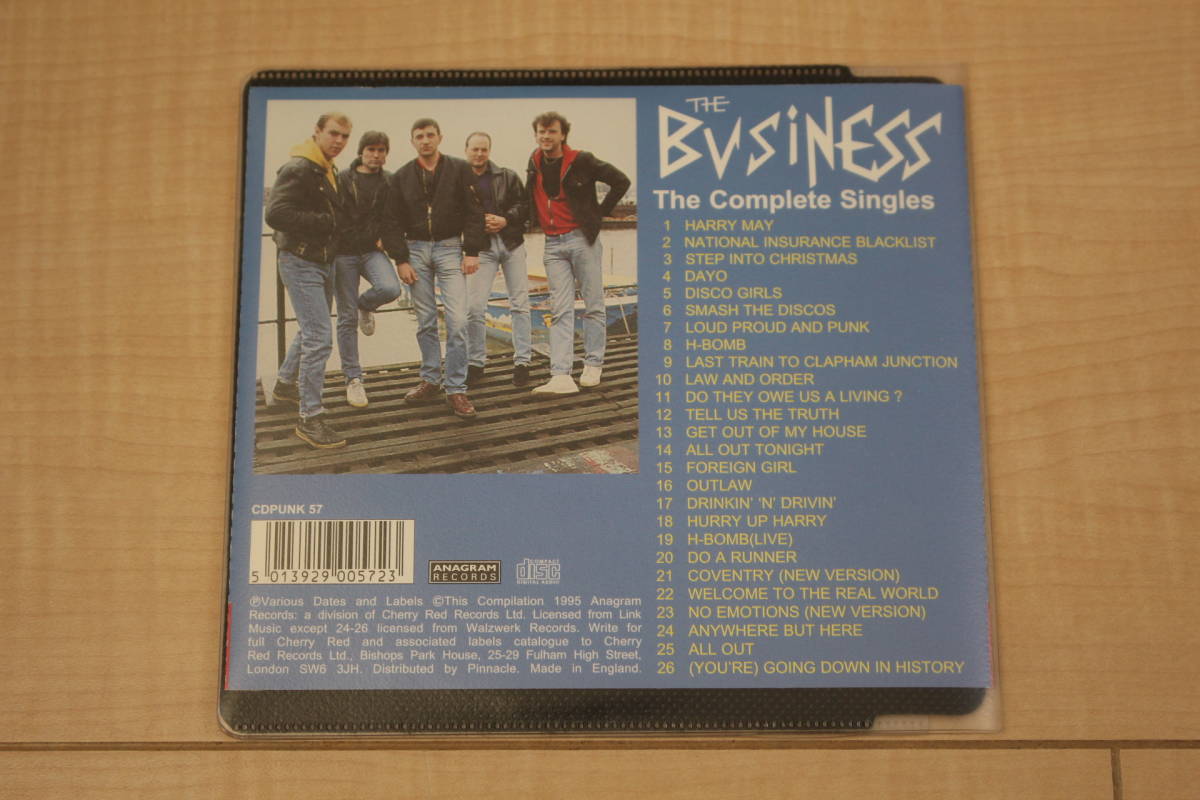 THE
BUSINESS
The Complete Singles
1 HARRY MAY
2 NATIONAL INSURANCE BLACKLIST
3 STEP INTO CHRISTMAS
4 DAYO
5 DISCO GIRLS
6 SMASH THE DISCOS
7 LOUD PROUD AND PUNK
8 H-BOMB
9 LAST TRAIN TO CLAPHAM JUNCTION
10 LAW AND ORDER
11 DO THEY OWE US A LIVING ?
12 TELL US THE TRUTH
13 GET OUT OF MY HOUSE
14 ALL OUT TONIGHT
15 FOREIGN GIRL
16 OUTLAW
17 DRINKIN' 'N' DRIVIN'
18 HURRY UP HARRY
19 H-BOMB(LIVE)
20 DO A RUNNER
21 COVENTRY (NEW VERSION)
22 WELCOME TO THE REAL WORLD
23 NO EMOTIONS (NEW VERSION)
24 ANYWHERE BUT HERE
25 ALL OUT
26 (YOU'RE) GOING DOWN IN HISTORY
CDPUNK 57
5 013929 005723
ANAGRAM
RECORDS
COMPACT
disc
DIGITAL AUDIO
℗Various Dates and Labels ©This Compilation 1995 Anagram
Records: a division of Cherry Red Records Ltd. Licensed from Link
Music except 24-26 licensed from Walzwerk Records. Write for
full Cherry Red and associated labels catalogue to Cherry
Red Records Ltd., Bishops Park House, 25-29 Fulham High Street,
London SW6 3JH. Distributed by Pinnacle. Made in England.